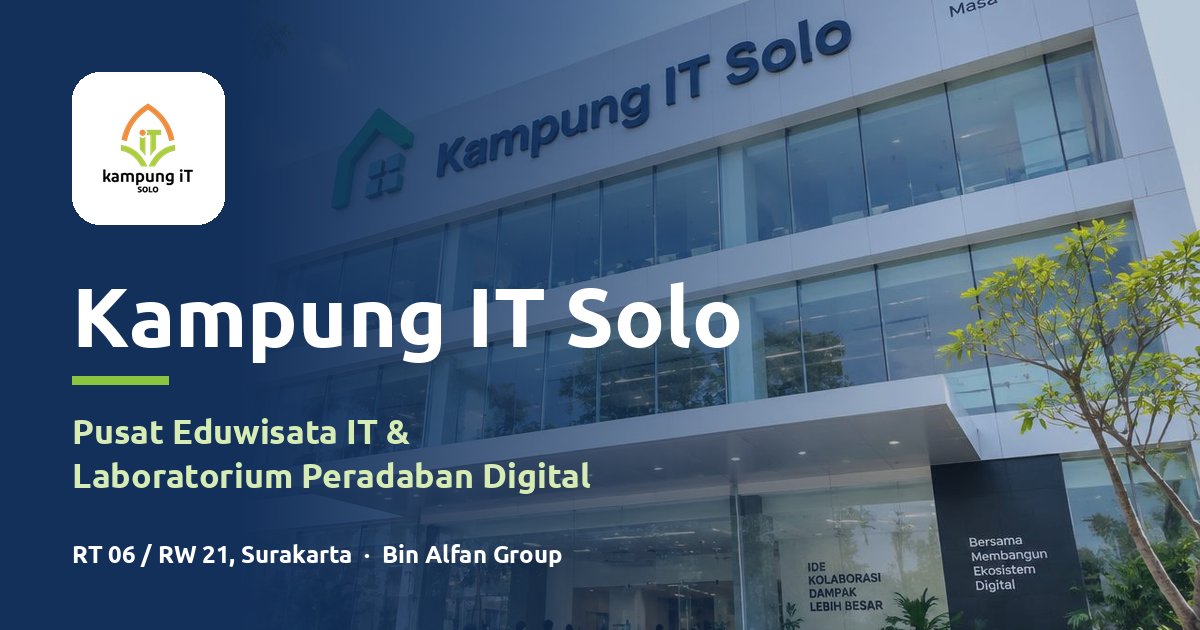 Masa
Kampung IT Solo
iT
kampung iT
SOLO
Kampung IT Solo
Pusat Eduwisata IT &
Laboratorium Peradaban Digital
RT 06 / RW 21, Surakarta · Bin Alfan Group
Bersama
Membangun
Ekosistem
Digital
IDE
KOLABORASI
DAMPAK
LEBIH BESAR